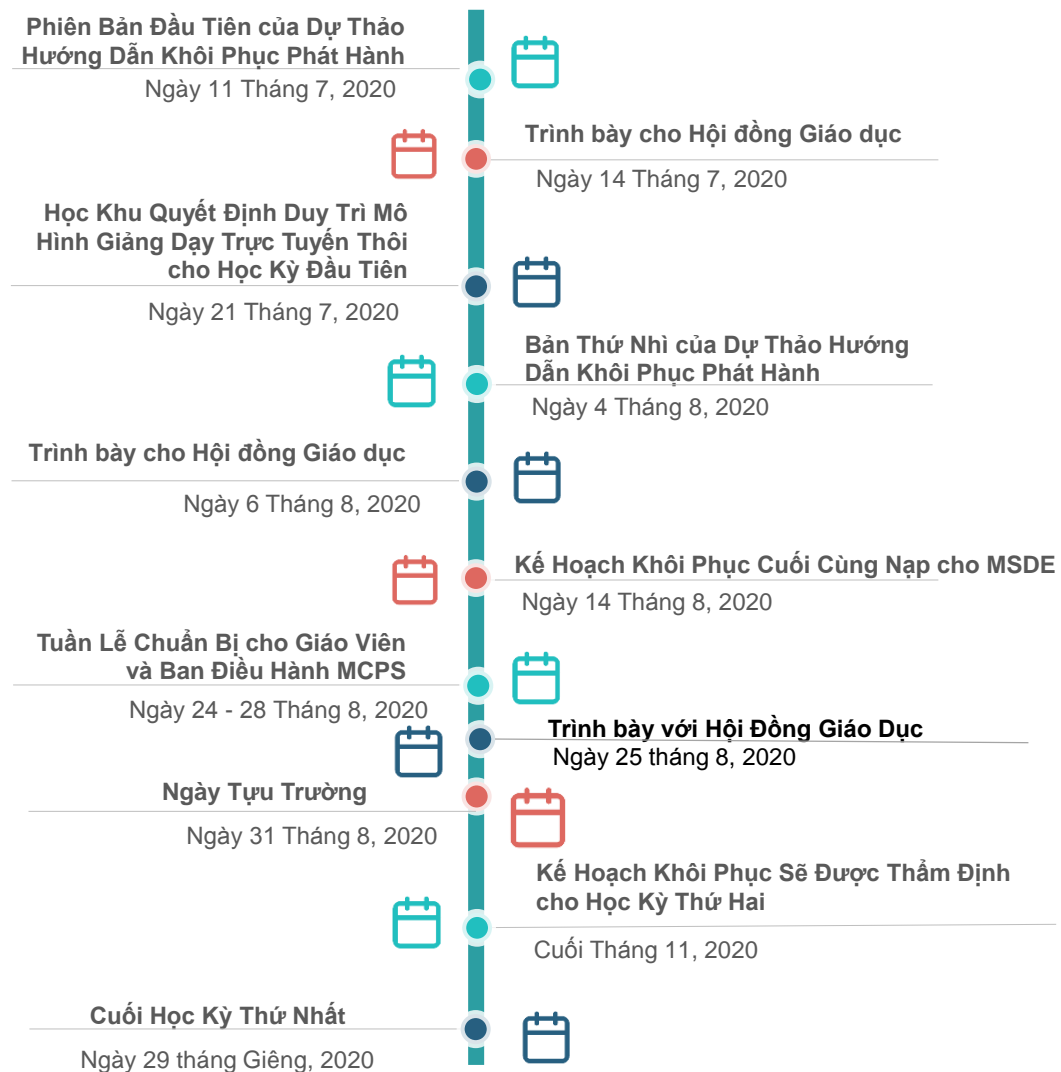 Phiên Bản Đầu Tiên của Dự Thảo
Hướng Dẫn Khôi Phục Phát Hành
Ngày 11 Tháng 7, 2020
Trình bày cho Hội đồng Giáo dục
Ngày 14 Tháng 7, 2020
Học Khu Quyết Định Duy Trì Mô
Hình Giảng Dạy Trực Tuyến Thôi
cho Học Kỳ Đầu Tiên
Ngày 21 Tháng 7, 2020
Bản Thứ Nhì của Dự Thảo Hướng
Dẫn Khôi Phục Phát Hành
Ngày 4 Tháng 8, 2020
Trình bày cho Hội đồng Giáo dục
Ngày 6 Tháng 8, 2020
Kế Hoạch Khôi Phục Cuối Cùng Nạp cho MSDE
Ngày 14 Tháng 8, 2020
Tuần Lễ Chuẩn Bị cho Giáo Viên
và Ban Điều Hành MCPS
Ngày 24 - 28 Tháng 8, 2020
Trình bày với Hội Đồng Giáo Dục
Ngày 25 tháng 8, 2020
Ngày Tựu Trường
Ngày 31 Tháng 8, 2020
Kế Hoạch Khôi Phục Sẽ Được Thẩm Định
cho Học Kỳ Thứ Hai
Cuối Tháng 11, 2020
Cuối Học Kỳ Thứ Nhất
Ngày 29 tháng Giêng, 2020